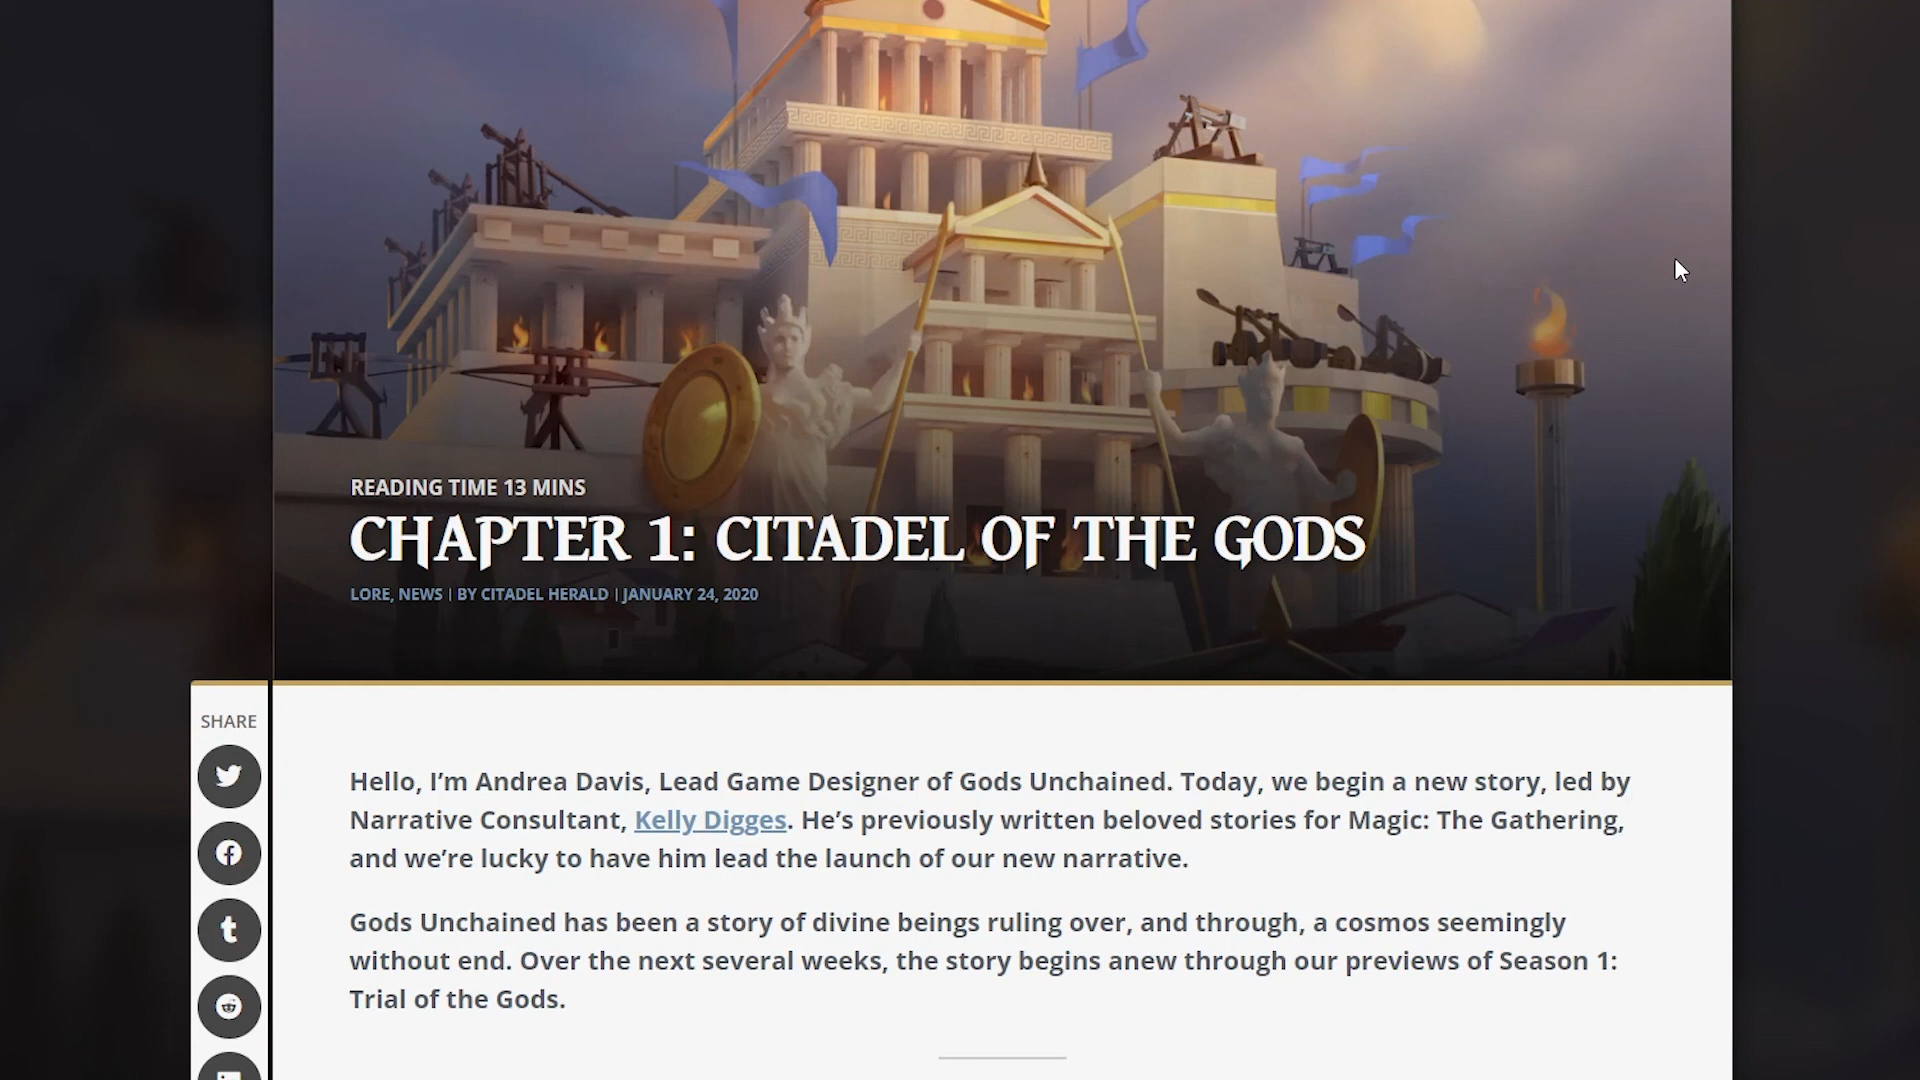 READING TIME 13 MINS
CHAPTER 1: CITADEL OF THE GODS
LORE, NEWS | BY CITADEL HERALD | JANUARY 24, 2020
SHARE
Hello, I’m Andrea Davis, Lead Game Designer of Gods Unchained. Today, we begin a new story, led by
Narrative Consultant, Kelly Digges. He’s previously written beloved stories for Magic: The Gathering,
and we’re lucky to have him lead the launch of our new narrative.
Gods Unchained has been a story of divine beings ruling over, and through, a cosmos seemingly
without end. Over the next several weeks, the story begins anew through our previews of Season 1:
Trial of the Gods.